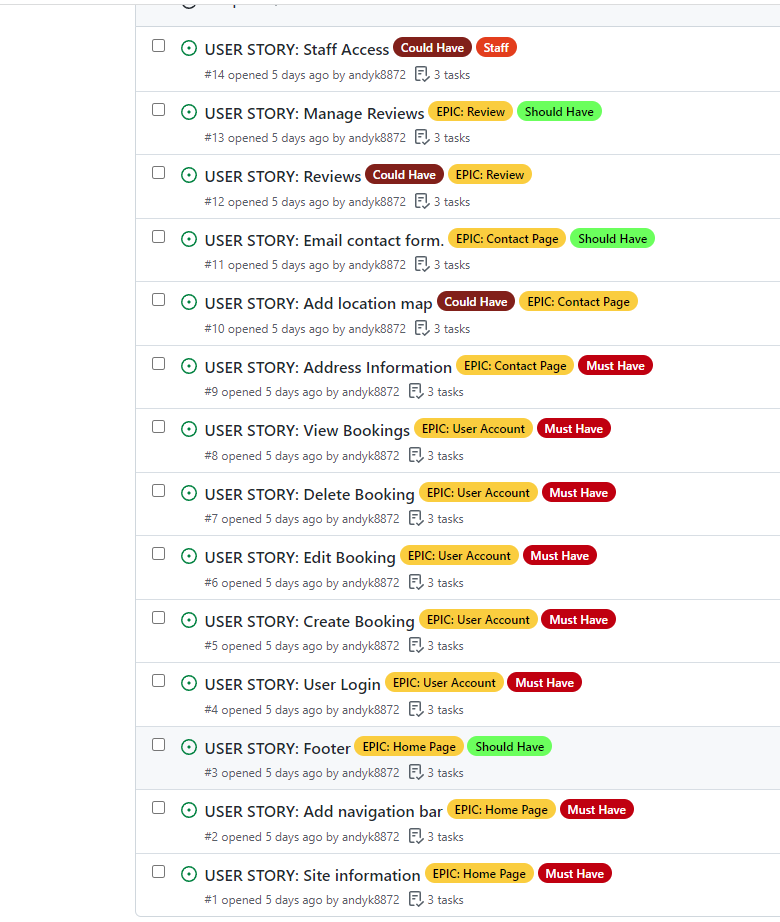 USER STORY: Staff Access Could Have Staff
#14 opened 5 days ago by andyk8872 3 tasks
USER STORY: Manage Reviews EPIC: Review Should Have
#13 opened 5 days ago by andyk8872 3 tasks
USER STORY: Reviews Could Have EPIC: Review
#12 opened 5 days ago by andyk8872 3 tasks
USER STORY: Email contact form. EPIC: Contact Page Should Have
#11 opened 5 days ago by andyk8872 3 tasks
USER STORY: Add location map Could Have EPIC: Contact Page
#10 opened 5 days ago by andyk8872 3 tasks
USER STORY: Address Information EPIC: Contact Page Must Have
#9 opened 5 days ago by andyk8872 3 tasks
USER STORY: View Bookings EPIC: User Account Must Have
#8 opened 5 days ago by andyk8872 3 tasks
USER STORY: Delete Booking EPIC: User Account Must Have
#7 opened 5 days ago by andyk8872 3 tasks
USER STORY: Edit Booking EPIC: User Account Must Have
#6 opened 5 days ago by andyk8872 3 tasks
USER STORY: Create Booking EPIC: User Account Must Have
#5 opened 5 days ago by andyk8872 3 tasks
USER STORY: User Login EPIC: User Account Must Have
#4 opened 5 days ago by andyk8872 3 tasks
USER STORY: Footer EPIC: Home Page Should Have
#3 opened 5 days ago by andyk8872 3 tasks
USER STORY: Add navigation bar EPIC: Home Page Must Have
#2 opened 5 days ago by andyk8872 3 tasks
USER STORY: Site information EPIC: Home Page Must Have
#1 opened 5 days ago by andyk8872 3 tasks